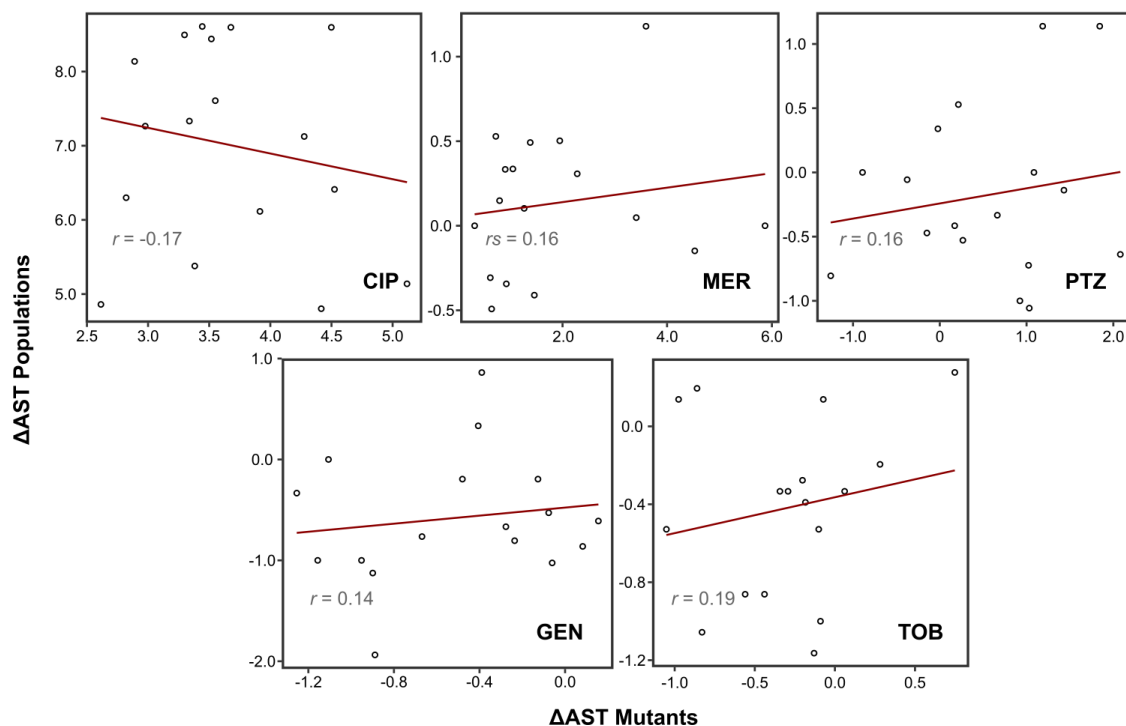 ΔAST Populations
8.0
7.0
6.0
5.0
r = -0.17
CIP
2.5 3.0 3.5 4.0 4.5 5.0
1.0
0.5
0.0
-0.5
rs = 0.16
MER
2.0 4.0 6.0
1.0
0.5
0.0
-0.5
-1.0
r = 0.16
PTZ
-1.0 0 1.0 2.0
1.0
0.0
-1.0
-2.0
r = 0.14
GEN
-1.2 -0.8 -0.4 0.0
0.0
-0.4
-0.8
-1.2
r = 0.19
TOB
-1.0 -0.5 0.0 0.5
ΔAST Mutants